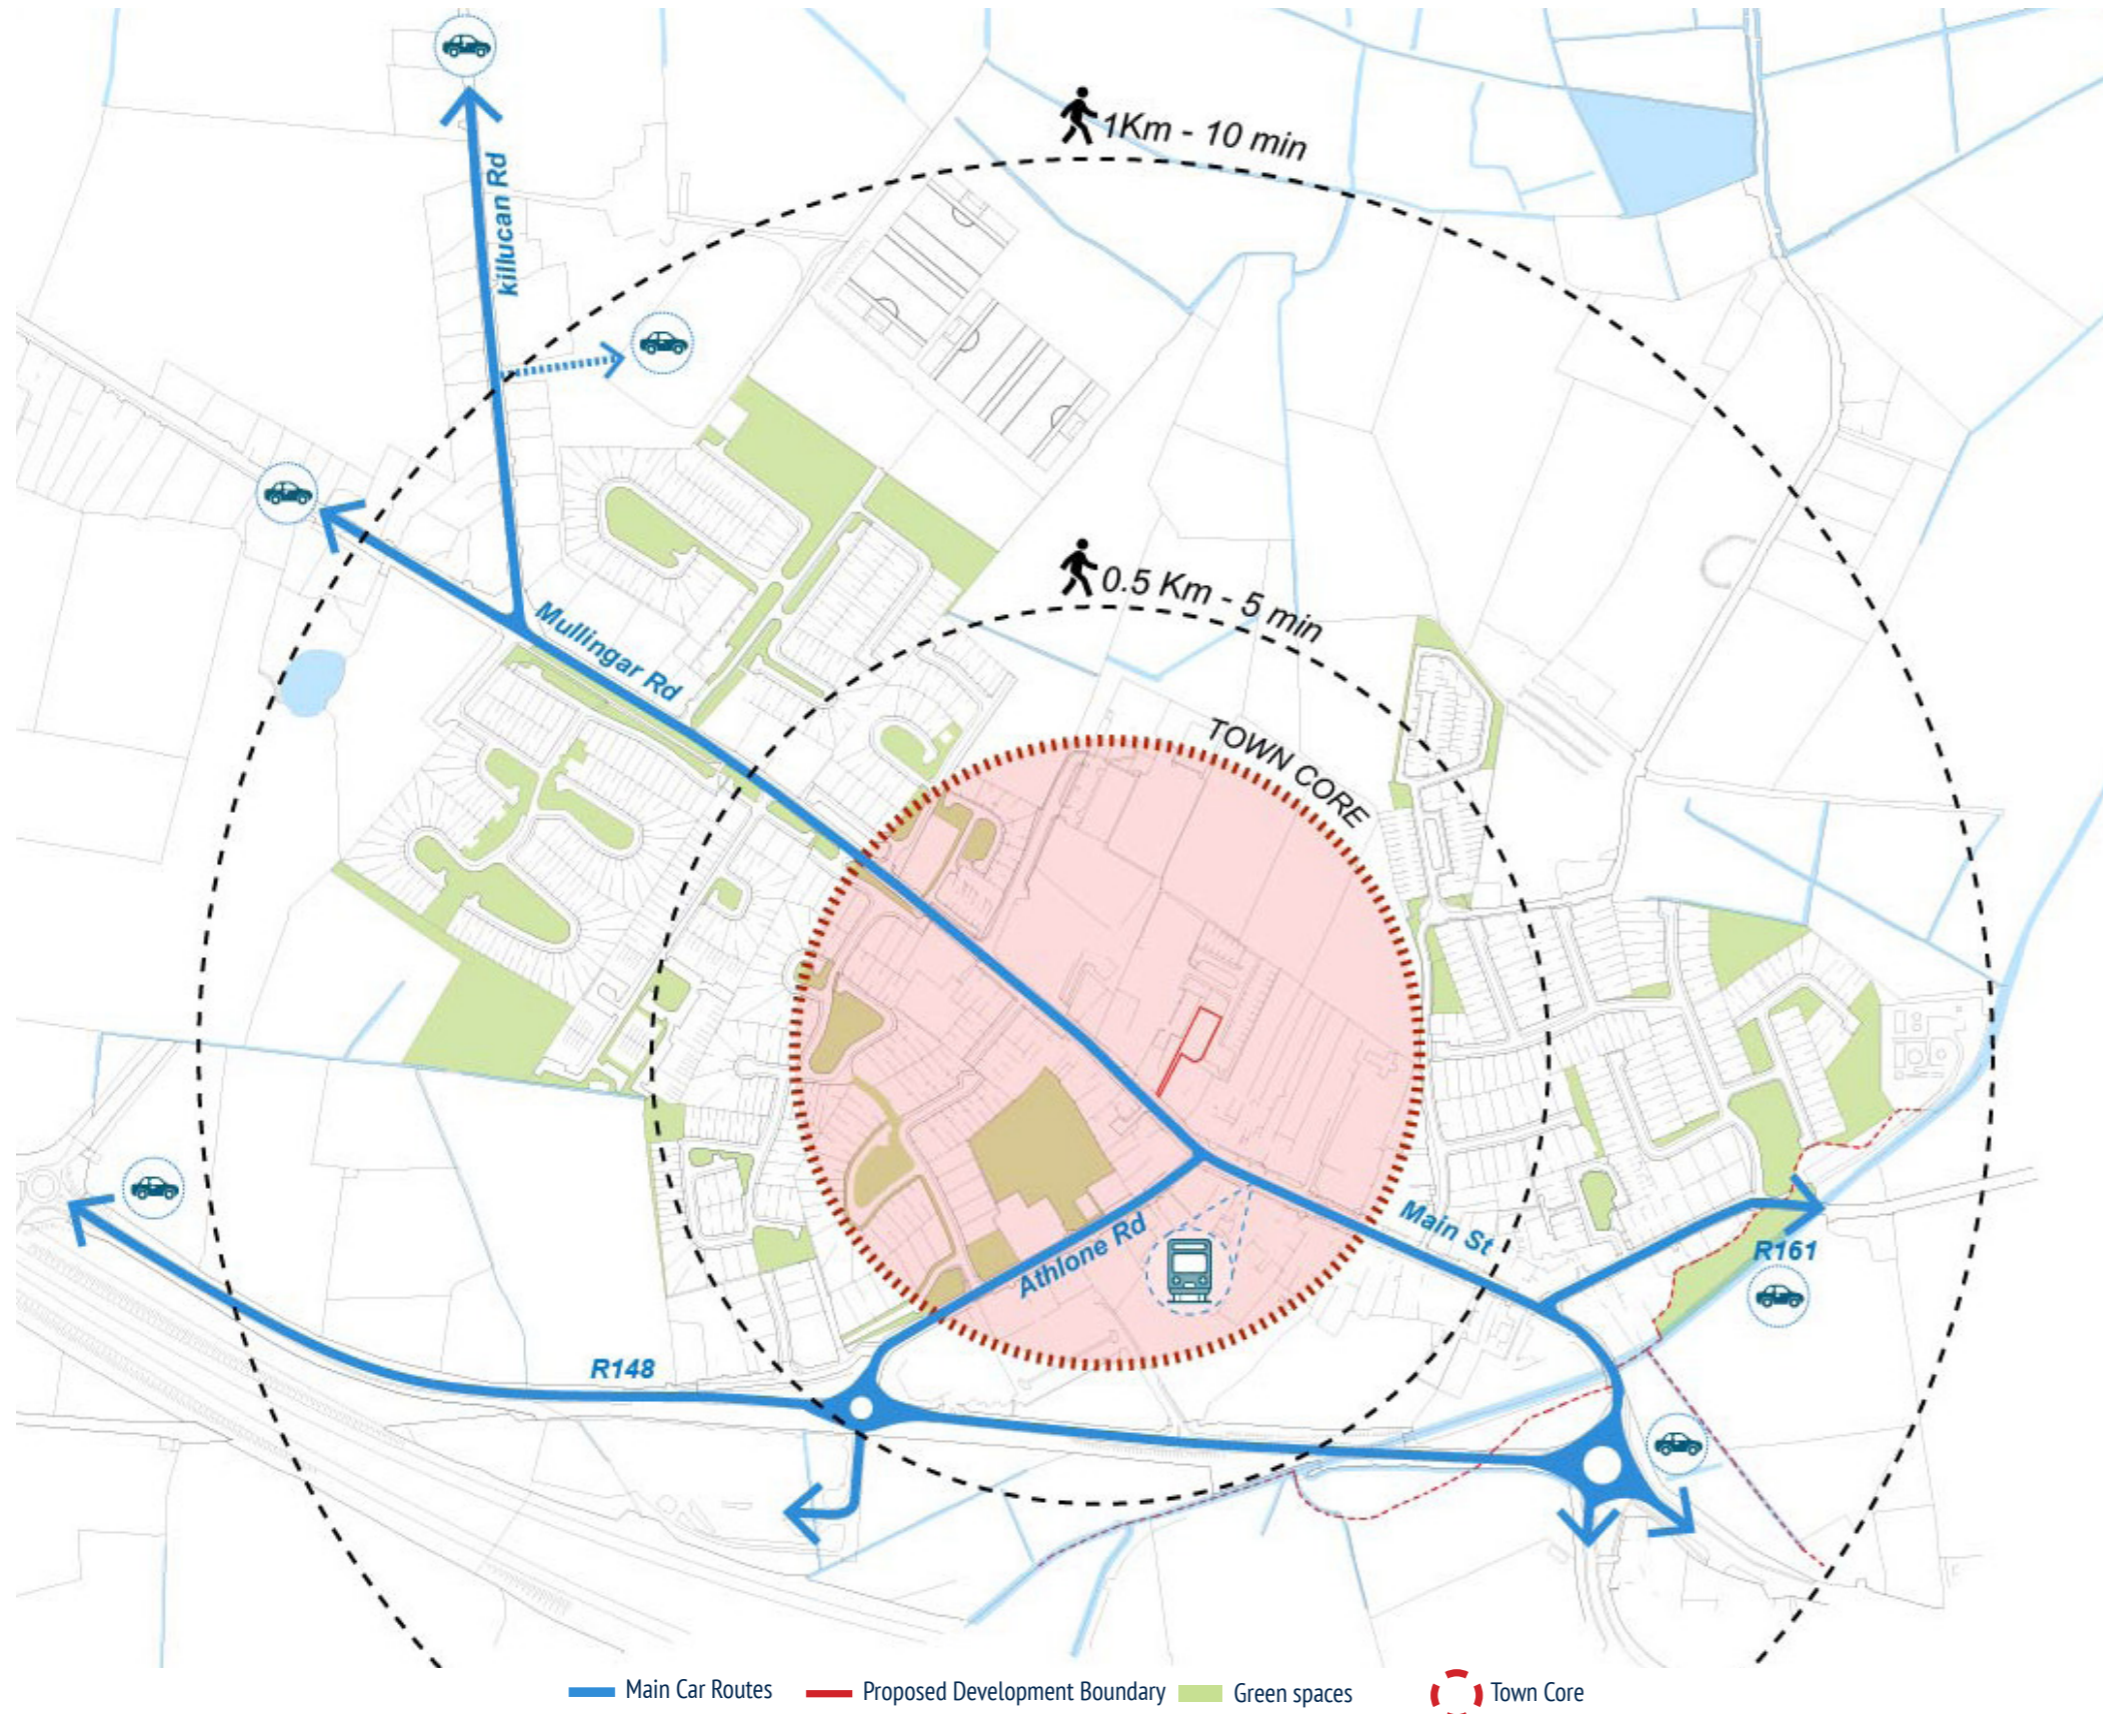 1Km - 10 min
killucan Rd
0.5 Km - 5 min
Mullingar Rd
TOWN CORE
Main St
Athlone Rd
R161
R148
Main Car Routes
Proposed Development Boundary
Green spaces
Town Core